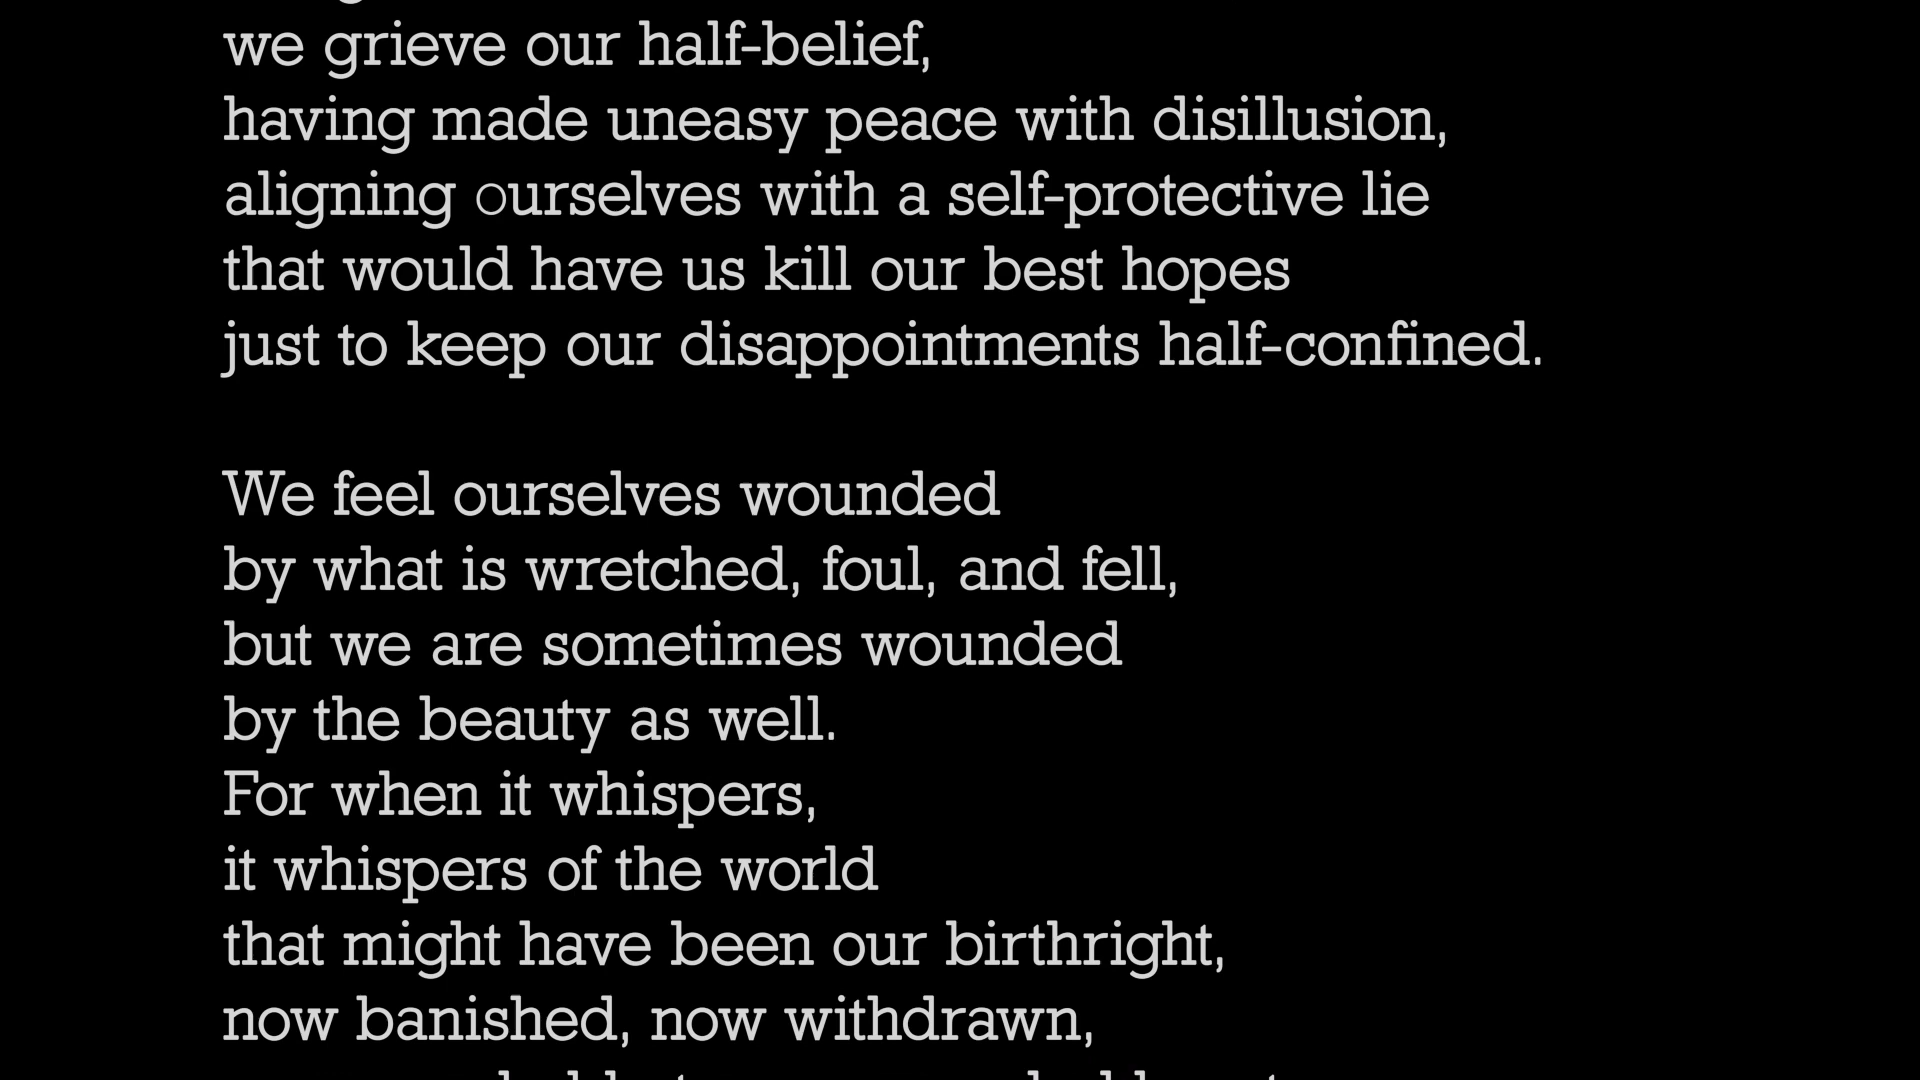 we grieve our half-belief,
having made uneasy peace with disillusion,
aligning ourselves with a self-protective lie
that would have us kill our best hopes
just to keep our disappointments half-confined.
We feel ourselves wounded
by what is wretched, foul, and fell,
but we are sometimes wounded
by the beauty as well.
For when it whispers,
it whispers of the world
that might have been our birthright,
now banished, now withdrawn,